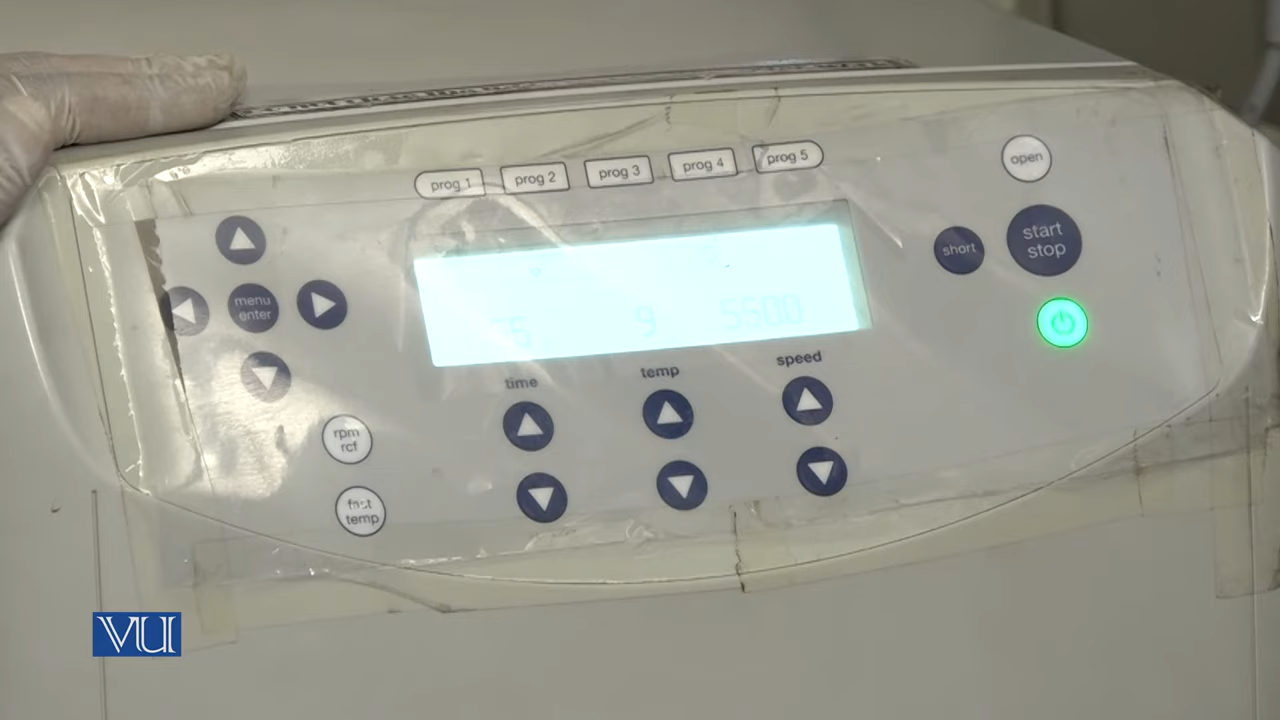 prog 1 prog 2 prog 3 prog 4 prog 5
open
start
stop
short
menu
enter
5 9 5500
time temp speed
rpm
rcf
fast
temp
VU